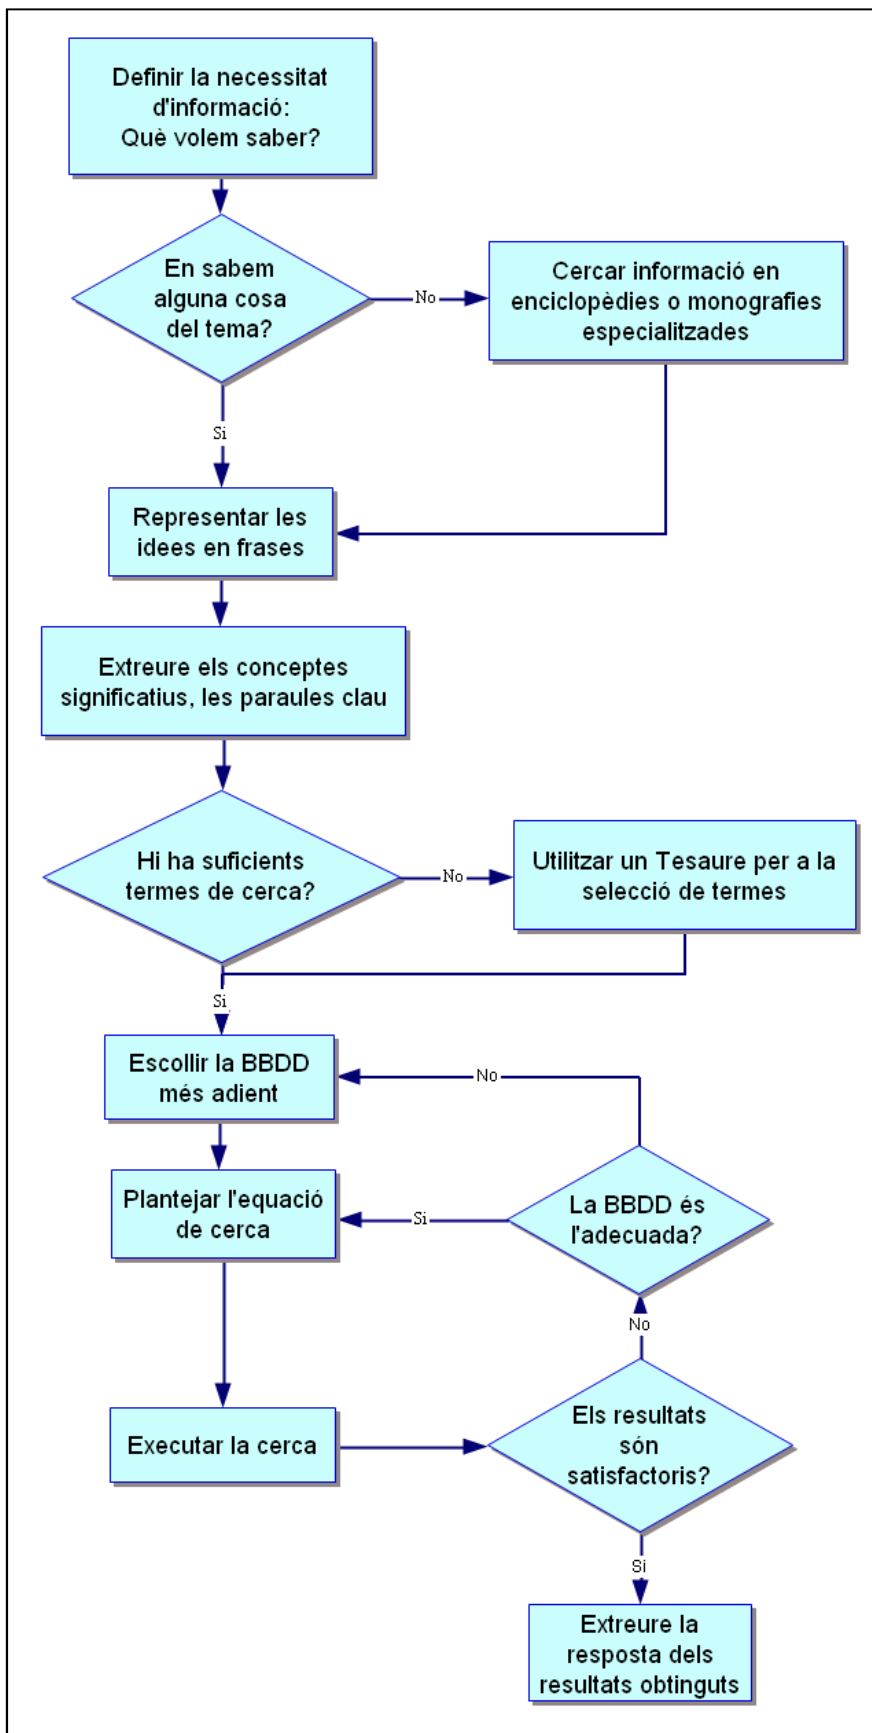 Definir la necessitat
d'informació:
Què volem saber?
En sabem
alguna cosa
del tema?
No
Cercar informació en
enciclopèdies o monografies
especialitzades
Si
Representar les
idees en frases
Extreure els conceptes
significatius, les paraules clau
Hi ha suficients
termes de cerca?
No
Utilitzar un Tesaure per a la
selecció de termes
Si
Escollir la BBDD
més adient
No
Plantejar l'equació
de cerca
Si
La BBDD és
l'adecuada?
No
Executar la cerca
Els resultats
són
satisfactoris?
Si
Extreure la
resposta dels
resultats obtinguts